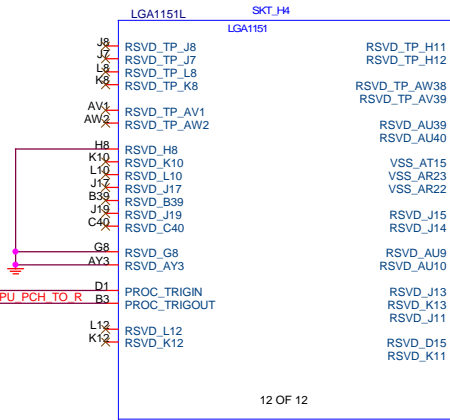 LGA1151L SKT_H4
LGA1151
J8 RSVD_TP_J8 RSVD_TP_H11
J7 RSVD_TP_J7 RSVD_TP_H12
L8 RSVD_TP_L8
K8 RSVD_TP_K8 RSVD_TP_AW38
RSVD_TP_AV39
AV1 RSVD_TP_AV1
AW2 RSVD_TP_AW2 RSVD_AU39
RSVD_AU40
H8 RSVD_H8
K10 RSVD_K10 VSS_AT15
L10 RSVD_L10 VSS_AR23
J17 RSVD_J17 VSS_AR22
B39 RSVD_B39
J19 RSVD_J19 RSVD_J15
C40 RSVD_C40 RSVD_J14
G8 RSVD_G8 RSVD_AU9
AY3 RSVD_AY3 RSVD_AU10
D1 PROC_TRIGIN RSVD_J13
PU_PCH_TO_R B3 PROC_TRIGOUT RSVD_K13
RSVD_J11
L12 RSVD_L12
K12 RSVD_K12 RSVD_D15
RSVD_K11
12 OF 12